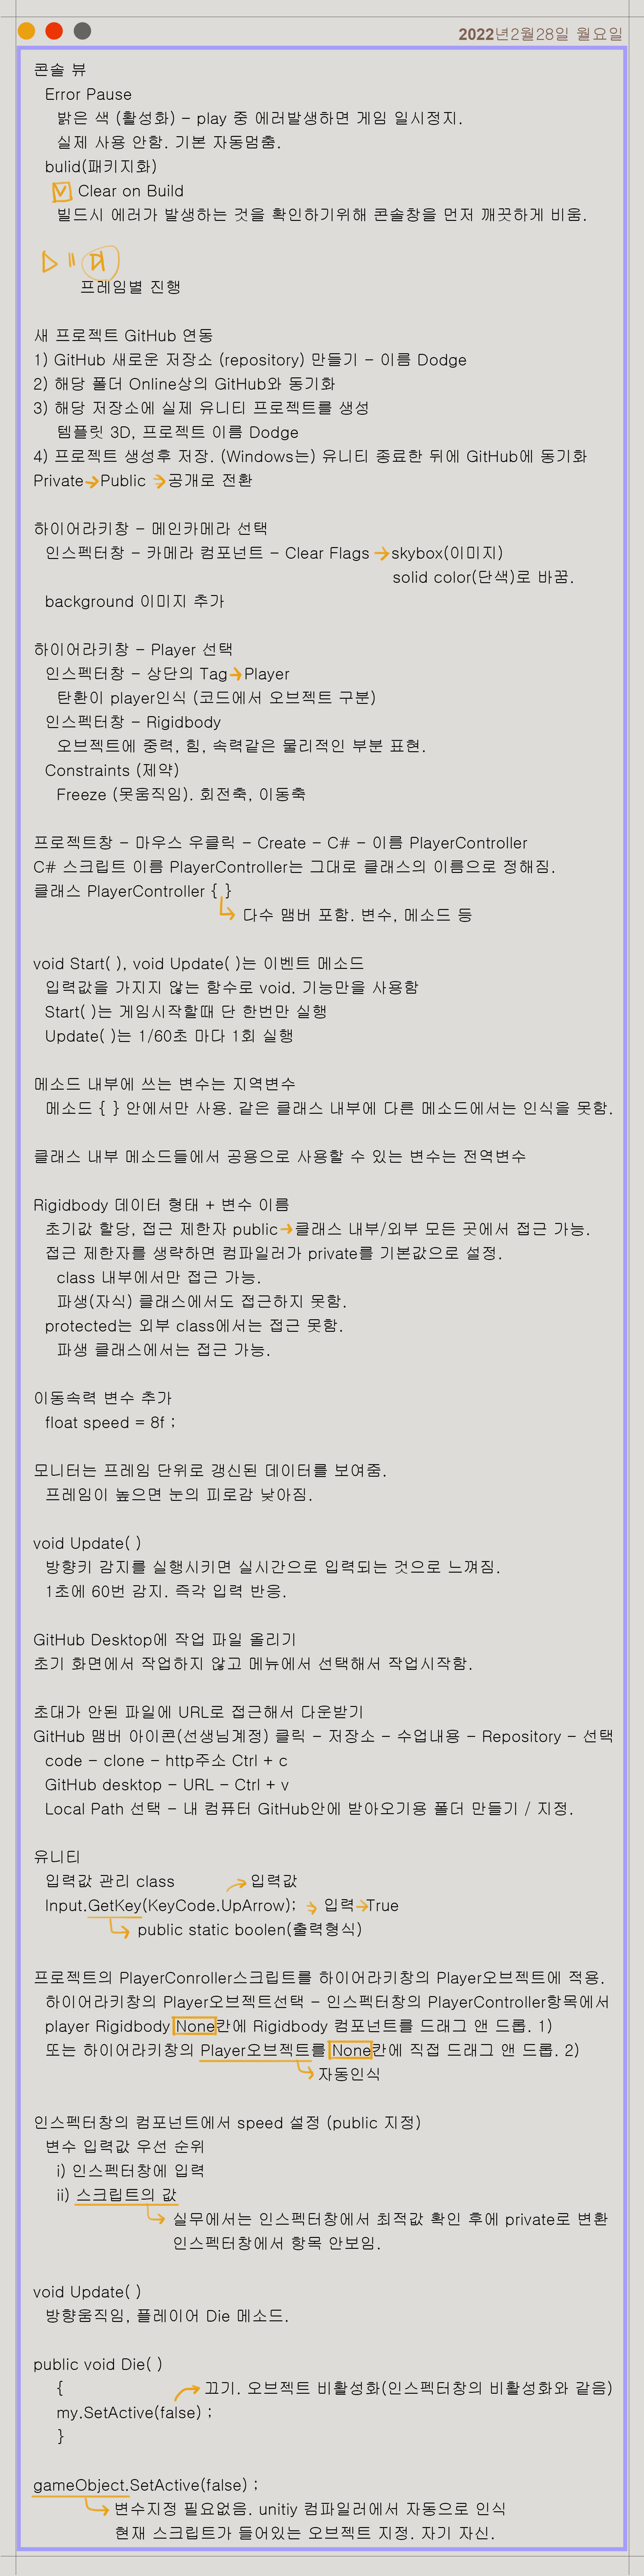 2022년2월28일 월요일
콘솔 뷰
Error Pause
밝은 색 (활성화) - play 중 에러발생하면 게임 일시정지.
실제 사용 안함. 기본 자동멈춤.
bulid(패키지화)
Clear on Build
빌드시 에러가 발생하는 것을 확인하기위해 콘솔창을 먼저 깨끗하게 비움.
프레임별 진행
새 프로젝트 GitHub 연동
1) GitHub 새로운 저장소 (repository) 만들기 - 이름 Dodge
2) 해당 폴더 Online상의 GitHub와 동기화
3) 해당 저장소에 실제 유니티 프로젝트를 생성
템플릿 3D, 프로젝트 이름 Dodge
4) 프로젝트 생성후 저장. (Windows는) 유니티 종료한 뒤에 GitHub에 동기화
Private→Public →공개로 전환
하이어라키창 - 메인카메라 선택
인스펙터창 - 카메라 컴포넌트 - Clear Flags →skybox(이미지)
solid color(단색)로 바꿈.
background 이미지 추가
하이어라키창 - Player 선택
인스펙터창 - 상단의 Tag→Player
탄환이 player인식 (코드에서 오브젝트 구분)
인스펙터창 - Rigidbody
오브젝트에 중력, 힘, 속력같은 물리적인 부분 표현.
Constraints (제약)
Freeze (못움직임). 회전축, 이동축
프로젝트창 - 마우스 우클릭 - Create - C# - 이름 PlayerController
C# 스크립트 이름 PlayerController는 그대로 클래스의 이름으로 정해짐.
클래스 PlayerController { }
다수 맴버 포함. 변수, 메소드 등
void Start( ), void Update( )는 이벤트 메소드
입력값을 가지지 않는 함수로 void. 기능만을 사용함
Start( )는 게임시작할때 단 한번만 실행
Update( )는 1/60초 마다 1회 실행
메소드 내부에 쓰는 변수는 지역변수
메소드 { } 안에서만 사용. 같은 클래스 내부에 다른 메소드에서는 인식을 못함.
클래스 내부 메소드들에서 공용으로 사용할 수 있는 변수는 전역변수
Rigidbody 데이터 형태 + 변수 이름
초기값 할당, 접근 제한자 public→클래스 내부/외부 모든 곳에서 접근 가능.
접근 제한자를 생략하면 컴파일러가 private를 기본값으로 설정.
class 내부에서만 접근 가능.
파생(자식) 클래스에서도 접근하지 못함.
protected는 외부 class에서는 접근 못함.
파생 클래스에서는 접근 가능.
이동속력 변수 추가
float speed = 8f ;
모니터는 프레임 단위로 갱신된 데이터를 보여줌.
프레임이 높으면 눈의 피로감 낮아짐.
void Update( )
방향키 감지를 실행시키면 실시간으로 입력되는 것으로 느껴짐.
1초에 60번 감지. 즉각 입력 반응.
GitHub Desktop에 작업 파일 올리기
초기 화면에서 작업하지 않고 메뉴에서 선택해서 작업시작함.
초대가 안된 파일에 URL로 접근해서 다운받기
GitHub 맴버 아이콘(선생님계정) 클릭 - 저장소 - 수업내용 - Repository - 선택
code - clone - http주소 Ctrl + c
GitHub desktop - URL - Ctrl + v
Local Path 선택 - 내 컴퓨터 GitHub안에 받아오기용 폴더 만들기 / 지정.
유니티
입력값 관리 class →입력값
Input.GetKey(KeyCode.UpArrow); → 입력→True
public static boolen(출력형식)
프로젝트의 PlayerConroller스크립트를 하이어라키창의 Player오브젝트에 적용.
하이어라키창의 Player오브젝트선택 - 인스펙터창의 PlayerController항목에서
player Rigidbody None칸에 Rigidbody 컴포넌트를 드래그 앤 드롭. 1)
또는 하이어라키창의 Player오브젝트를 None칸에 직접 드래그 앤 드롭. 2)
자동인식
인스펙터창의 컴포넌트에서 speed 설정 (public 지정)
변수 입력값 우선 순위
i) 인스펙터창에 입력
ii) 스크립트의 값
실무에서는 인스펙터창에서 최적값 확인 후에 private로 변환
인스펙터창에서 항목 안보임.
void Update( )
방향움직임, 플레이어 Die 메소드.
public void Die( )
{ →끄기. 오브젝트 비활성화(인스펙터창의 비활성화와 같음)
my.SetActive(false) ;
}
gameObject.SetActive(false) ;
변수지정 필요없음. unitiy 컴파일러에서 자동으로 인식
현재 스크립트가 들어있는 오브젝트 지정. 자기 자신.